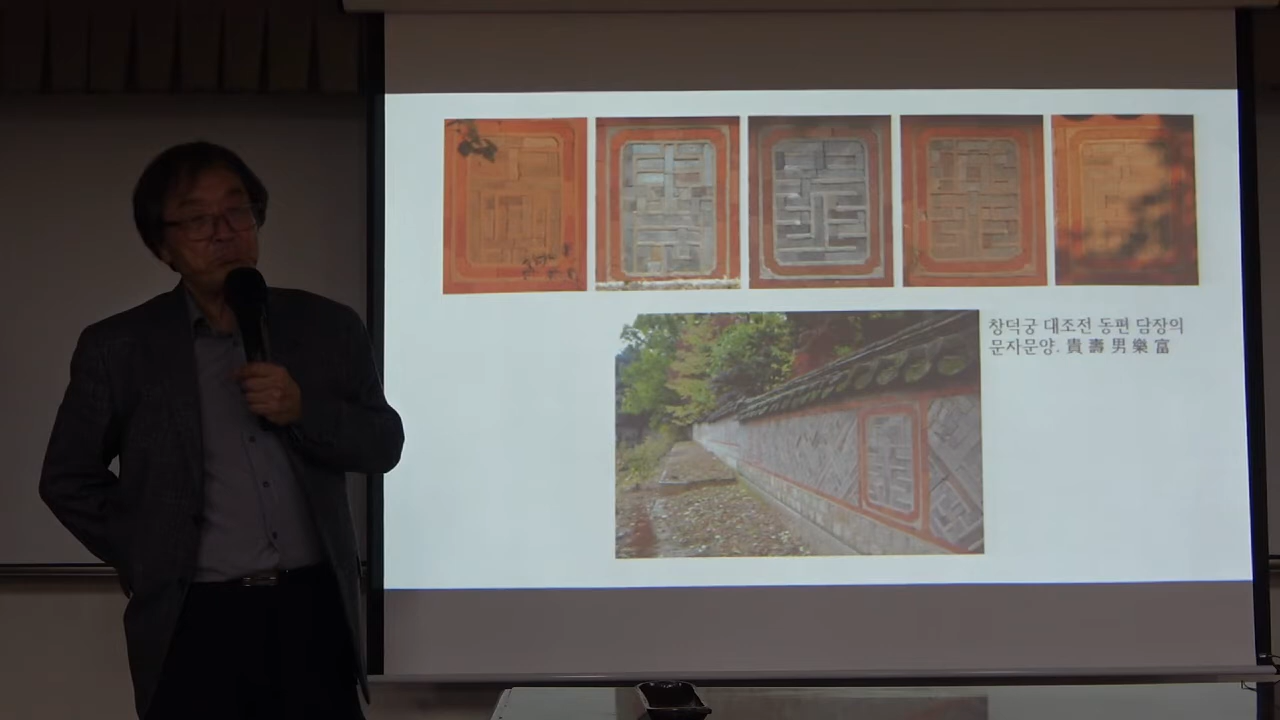 창덕궁 대조전 동편 담장의
문자문양. 貴 壽 男 樂 富